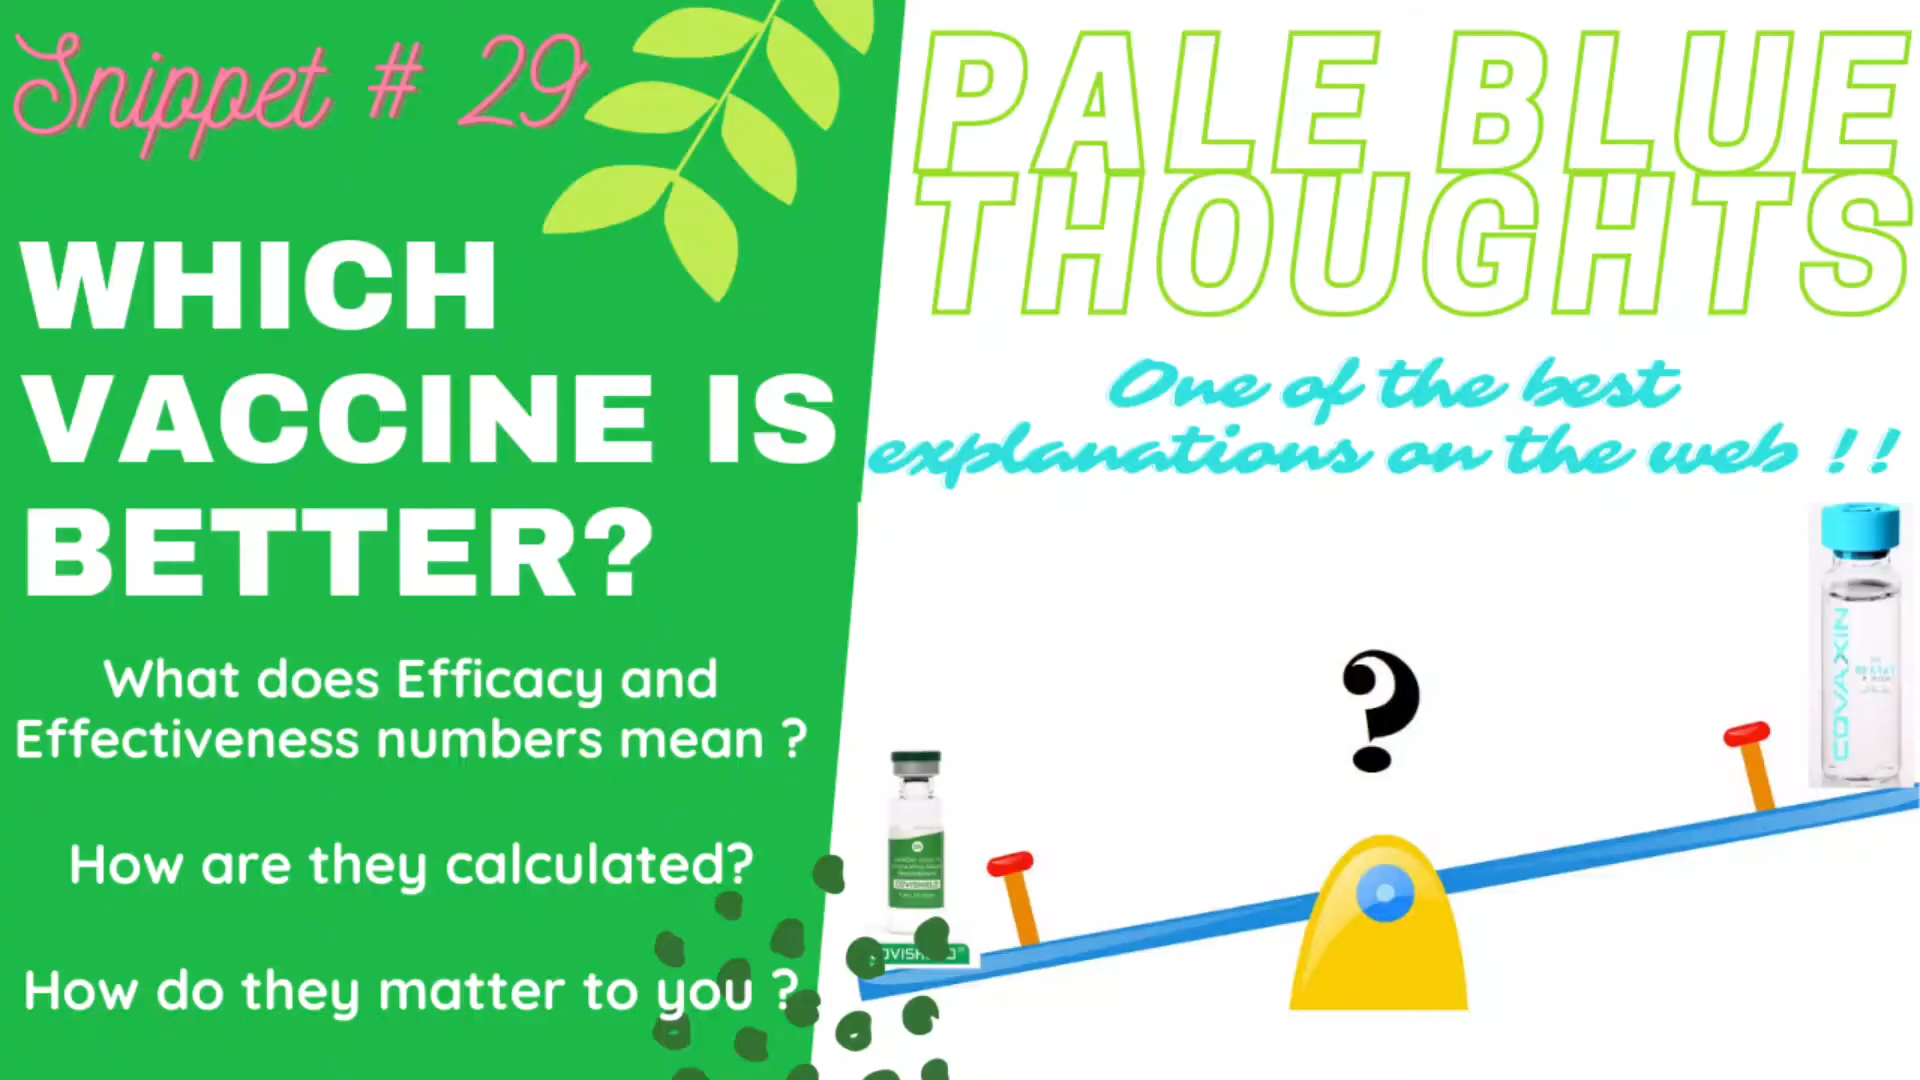 Snippet # 29
WHICH
VACCINE IS
BETTER?
What does Efficacy and
Effectiveness numbers mean ?
How are they calculated?
How do they matter to you ?
PALE BLUE
THOUGHTS
One of the best
explanations on the web ! !
COVAXIN
COVISHIELD